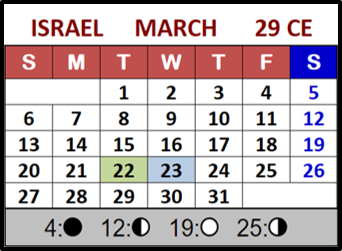 ISRAEL MARCH 29 CE
S M T W T F S
1 2 3 4 5
6 7 8 9 10 11 12
13 14 15 16 17 18 19
20 21 22 23 24 25 26
27 28 29 30 31
4: 12: 19: 25: